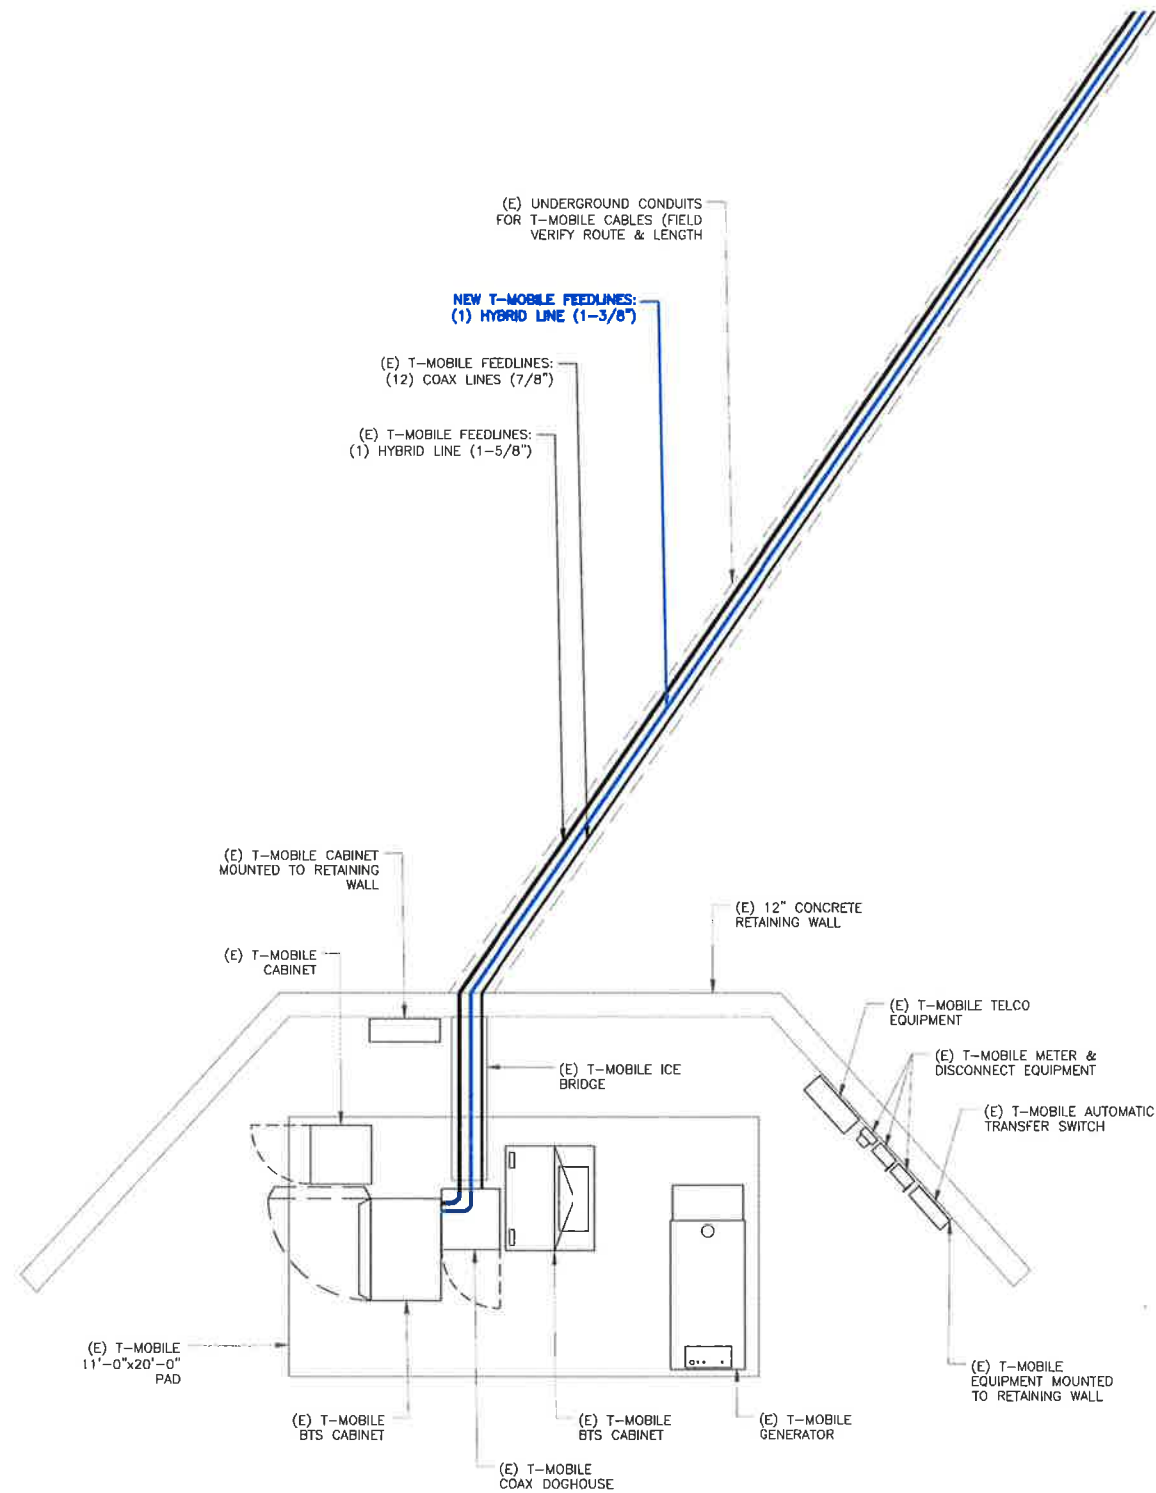 (E) UNDERGROUND CONDUITS
FOR T-MOBILE CABLES (FIELD
VERIFY ROUTE & LENGTH
NEW T-MOBILE FEEDLINES:
(1) HYBRID LINE (1-3/8")
(E) T-MOBILE FEEDLINES:
(12) COAX LINES (7/8")
(E) T-MOBILE FEEDLINES:
(1) HYBRID LINE (1-5/8")
(E) T-MOBILE CABINET
MOUNTED TO RETAINING
WALL
(E) 12" CONCRETE
RETAINING WALL
(E) T-MOBILE
CABINET
(E) T-MOBILE TELCO
EQUIPMENT
(E) T-MOBILE METER &
DISCONNECT EQUIPMENT
(E) T-MOBILE ICE
BRIDGE
(E) T-MOBILE AUTOMATIC
TRANSFER SWITCH
(E) T-MOBILE
11'-0"x20'-0"
PAD
(E) T-MOBILE
EQUIPMENT MOUNTED
TO RETAINING WALL
(E) T-MOBILE
BTS CABINET
(E) T-MOBILE
BTS CABINET
(E) T-MOBILE
GENERATOR
(E) T-MOBILE
COAX DOGHOUSE